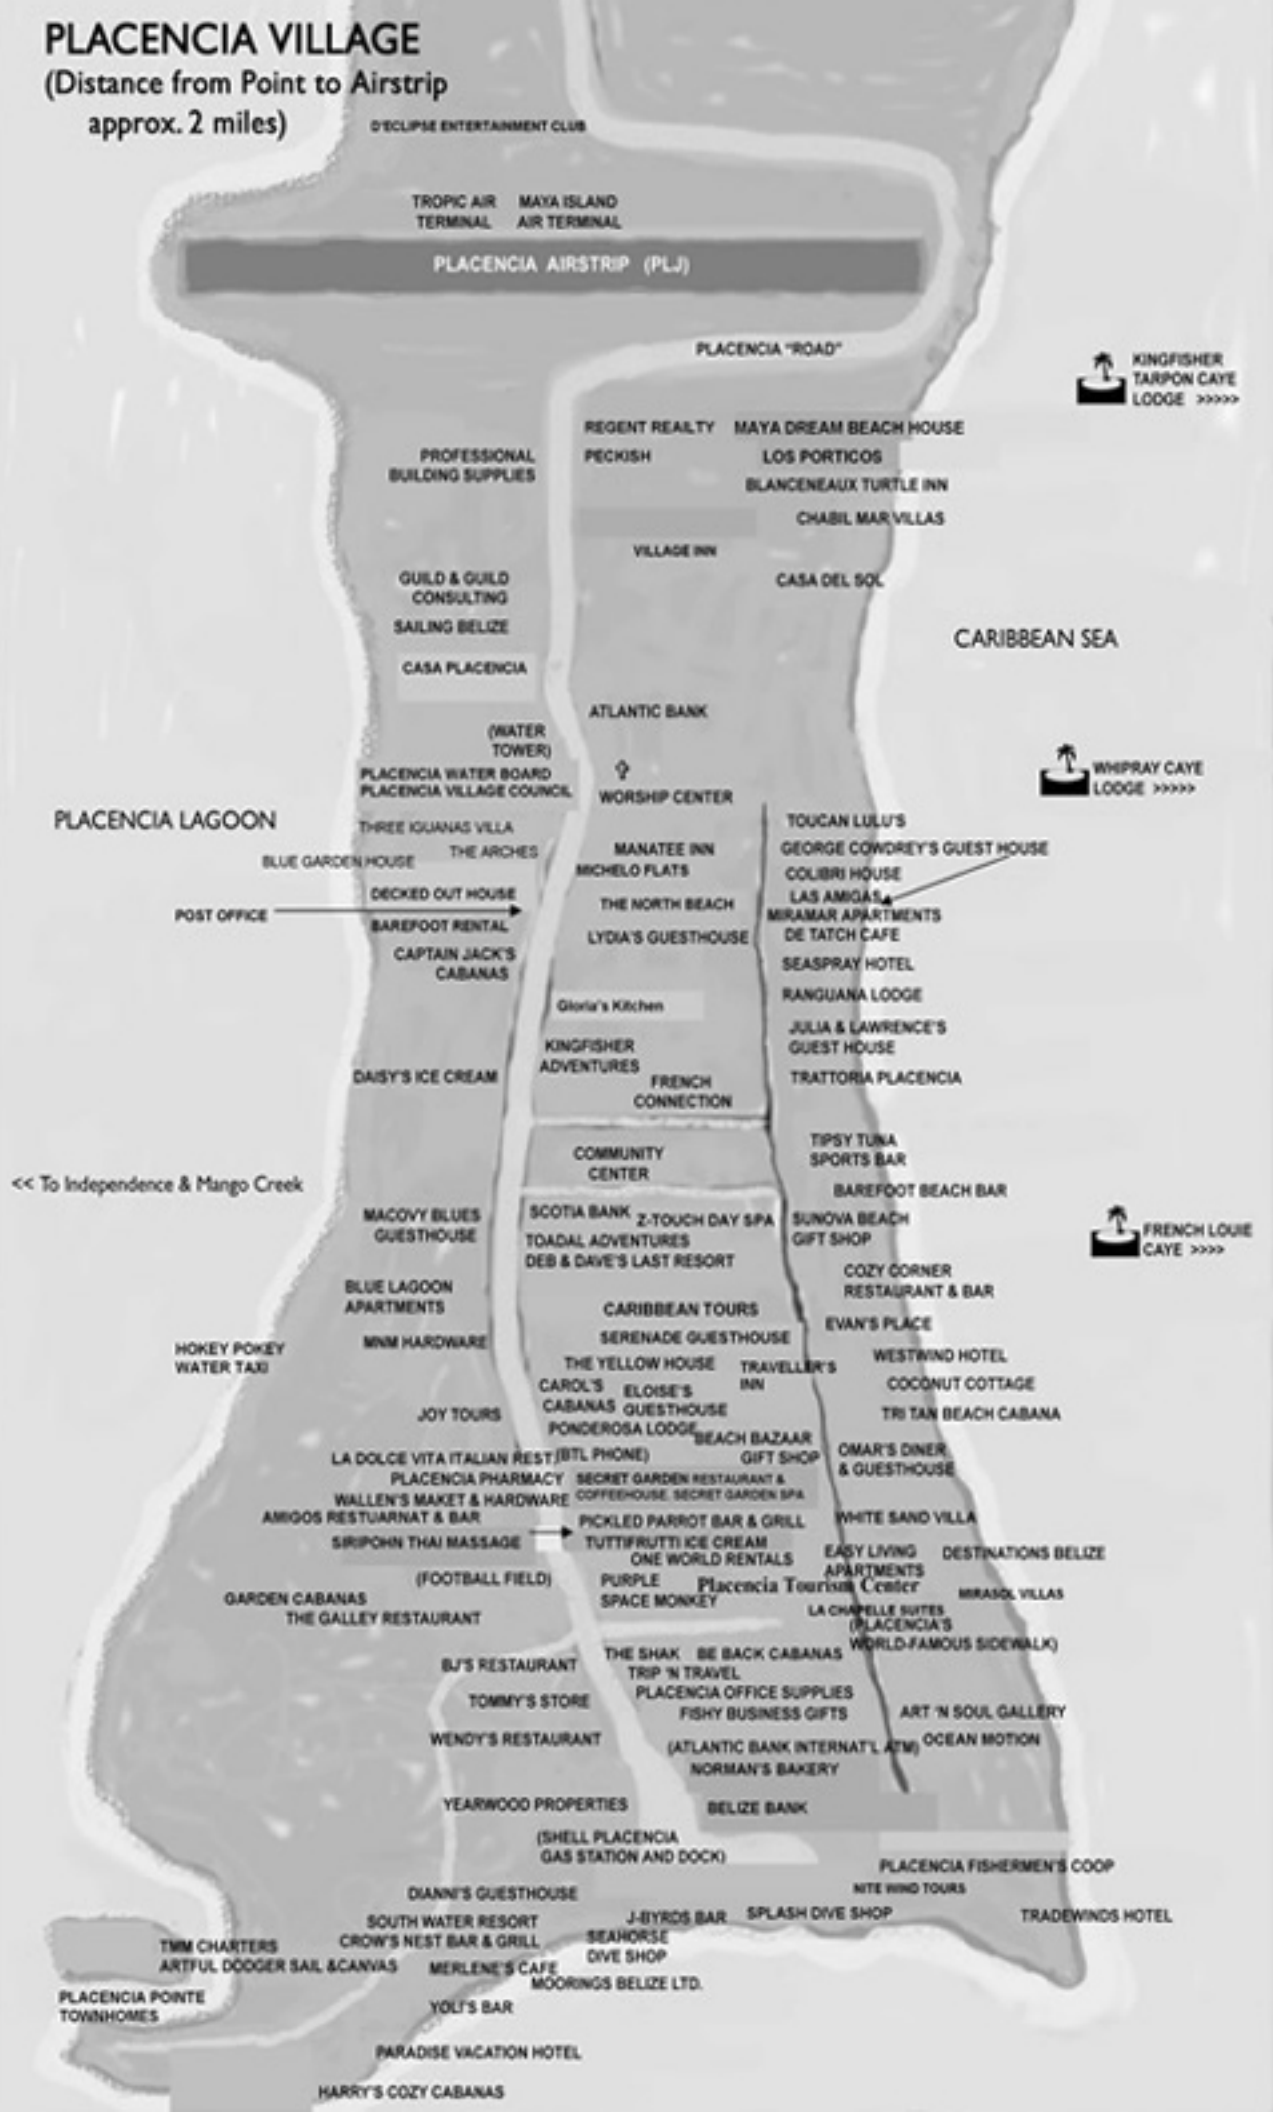 PLACENCIA VILLAGE
(Distance from Point to Airstrip
approx. 2 miles)
D'ECLIPSE ENTERTAINMENT CLUB
TROPIC AIR
TERMINAL
MAYA ISLAND
AIR TERMINAL
PLACENCIA AIRSTRIP (PLJ)
PLACENCIA "ROAD"
KINGFISHER
TARPON CAYE
LODGE >>>>>
REGENT REAILTY
MAYA DREAM BEACH HOUSE
PROFESSIONAL
BUILDING SUPPLIES
PECKISH
LOS PORTICOS
BLANCENEAUX TURTLE INN
CHABIL MAR VILLAS
VILLAGE INN
GUILD & GUILD
CONSULTING
CASA DEL SOL
SAILING BELIZE
CARIBBEAN SEA
CASA PLACENCIA
ATLANTIC BANK
(WATER
TOWER)
PLACENCIA WATER BOARD
PLACENCIA VILLAGE COUNCIL
WORSHIP CENTER
WHIPRAY CAYE
LODGE >>>>>
PLACENCIA LAGOON
THREE IGUANAS VILLA
TOUCAN LULU'S
BLUE GARDEN HOUSE
THE ARCHES
MANATEE INN
GEORGE COWDREY'S GUEST HOUSE
MICHELO FLATS
COLIBRI HOUSE
DECKED OUT HOUSE
LAS AMIGAS
POST OFFICE
THE NORTH BEACH
MIRAMAR APARTMENTS
BAREFOOT RENTAL
LYDIA'S GUESTHOUSE
DE TATCH CAFE
CAPTAIN JACK'S
CABANAS
SEASPRAY HOTEL
RANGUANA LODGE
Gloria's Kitchen
JULIA & LAWRENCE'S
GUEST HOUSE
KINGFISHER
ADVENTURES
DAISY'S ICE CREAM
FRENCH
CONNECTION
TRATTORIA PLACENCIA
COMMUNITY
CENTER
TIPSY TUNA
SPORTS BAR
<< To Independence & Mango Creek
BAREFOOT BEACH BAR
MACOVY BLUES
GUESTHOUSE
SCOTIA BANK
Z-TOUCH DAY SPA
SUNOVA BEACH
GIFT SHOP
FRENCH LOUIE
CAYE >>>>
TOADAL ADVENTURES
DEB & DAVE'S LAST RESORT
BLUE LAGOON
APARTMENTS
COZY CORNER
RESTAURANT & BAR
CARIBBEAN TOURS
EVAN'S PLACE
HOKEY POKEY
WATER TAXI
MNM HARDWARE
SERENADE GUESTHOUSE
THE YELLOW HOUSE
TRAVELLER'S
INN
WESTWIND HOTEL
CAROL'S
CABANAS
ELOISE'S
GUESTHOUSE
COCONUT COTTAGE
JOY TOURS
TRI TAN BEACH CABANA
PONDEROSA LODGE
BEACH BAZAAR
GIFT SHOP
LA DOLCE VITA ITALIAN REST.
(BTL PHONE)
OMAR'S DINER
& GUESTHOUSE
PLACENCIA PHARMACY
SECRET GARDEN RESTAURANT &
COFFEEHOUSE. SECRET GARDEN SPA
WALLEN'S MAKET & HARDWARE
AMIGOS RESTUARNAT & BAR
PICKLED PARROT BAR & GRILL
WHITE SAND VILLA
SIRIPOHN THAI MASSAGE
TUTTIFRUTTI ICE CREAM
ONE WORLD RENTALS
EASY LIVING
APARTMENTS
DESTINATIONS BELIZE
(FOOTBALL FIELD)
PURPLE
SPACE MONKEY
Placencia Tourism Center
MIRASOL VILLAS
GARDEN CABANAS
LA CHAPELLE SUITES
THE GALLEY RESTAURANT
(PLACENCIA'S
WORLD-FAMOUS SIDEWALK)
BJ'S RESTAURANT
THE SHAK
BE BACK CABANAS
TRIP 'N TRAVEL
TOMMY'S STORE
PLACENCIA OFFICE SUPPLIES
FISHY BUSINESS GIFTS
ART 'N SOUL GALLERY
WENDY'S RESTAURANT
(ATLANTIC BANK INTERNAT'L ATM)
OCEAN MOTION
NORMAN'S BAKERY
YEARWOOD PROPERTIES
BELIZE BANK
(SHELL PLACENCIA
GAS STATION AND DOCK)
PLACENCIA FISHERMEN'S COOP
DIANNI'S GUESTHOUSE
NITE WIND TOURS
SOUTH WATER RESORT
J-BYRDS BAR
SPLASH DIVE SHOP
TRADEWINDS HOTEL
CROW'S NEST BAR & GRILL
SEAHORSE
DIVE SHOP
TMM CHARTERS
ARTFUL DODGER SAIL &CANVAS
MERLENE'S CAFE
MOORINGS BELIZE LTD.
PLACENCIA POINTE
TOWNHOMES
YOLI'S BAR
PARADISE VACATION HOTEL
HARRY'S COZY CABANAS